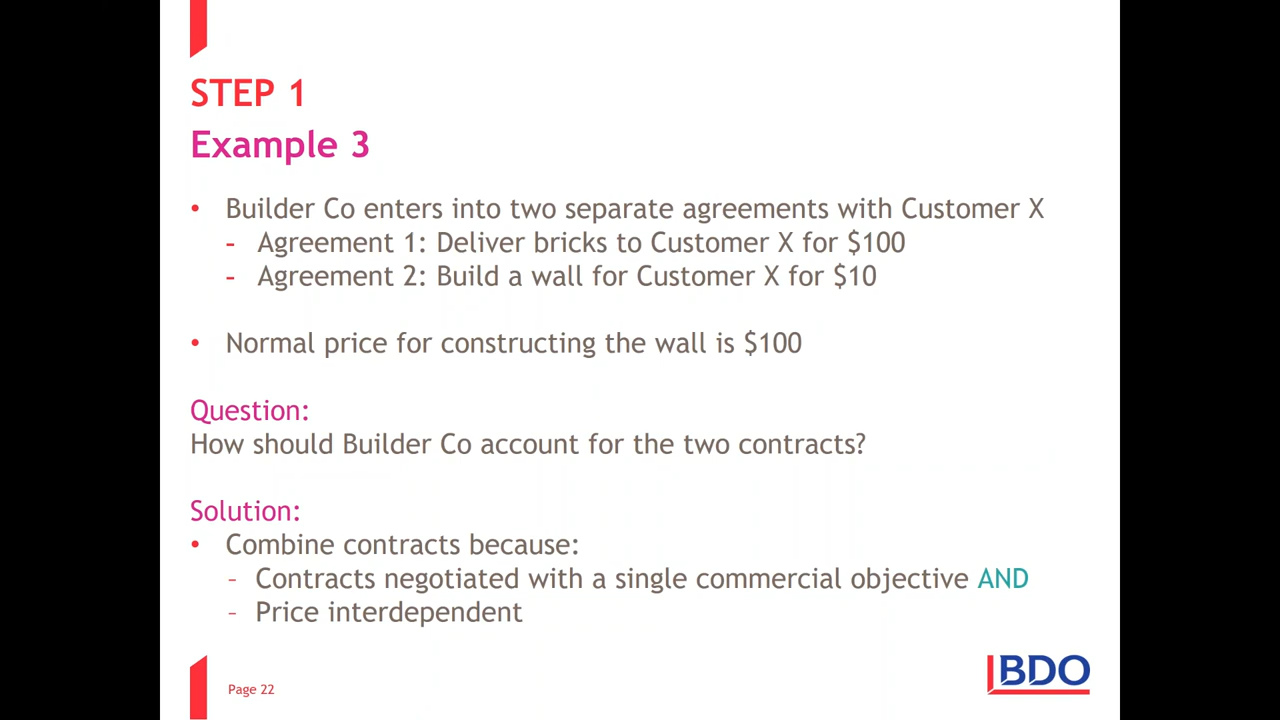 STEP 1
Example 3
• Builder Co enters into two separate agreements with Customer X
- Agreement 1: Deliver bricks to Customer X for $100
- Agreement 2: Build a wall for Customer X for $10
• Normal price for constructing the wall is $100
Question:
How should Builder Co account for the two contracts?
Solution:
• Combine contracts because:
– Contracts negotiated with a single commercial objective AND
– Price interdependent
Page 22
BDO